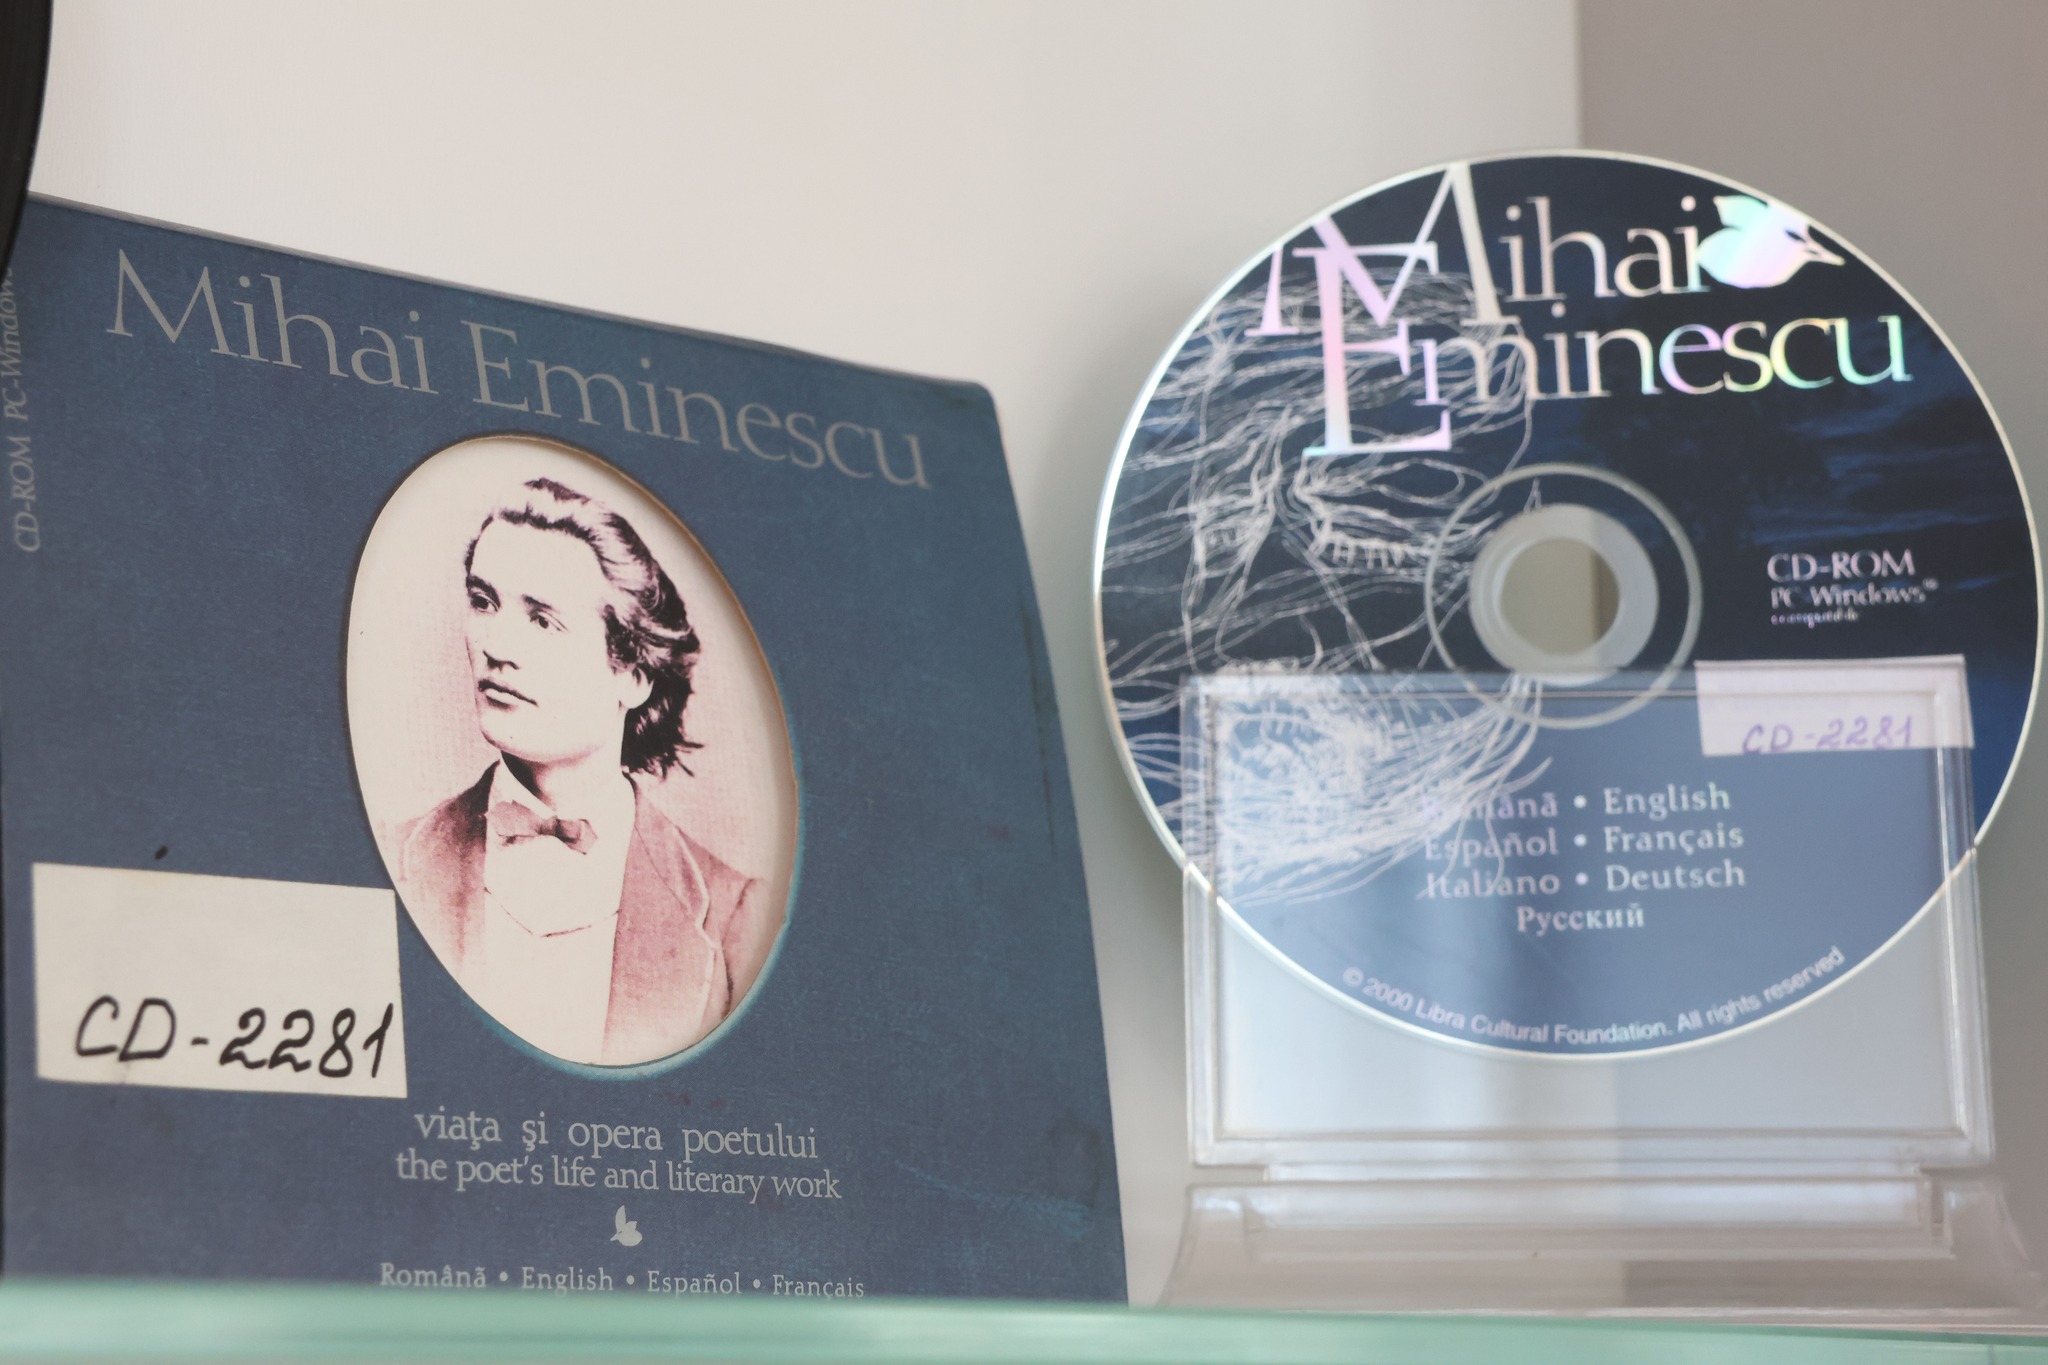 CD-ROM PC-Windows
Mihai Eminescu
CD-2281
viaţa şi opera poetului
the poet's life and literary work
Română • English • Español • Français
Mihai
Eminescu
CD-ROM
PC-Windows
CD-2281
Română • English
Español • Français
Italiano • Deutsch
Русский
© 2000 Libra Cultural Foundation. All rights reserved